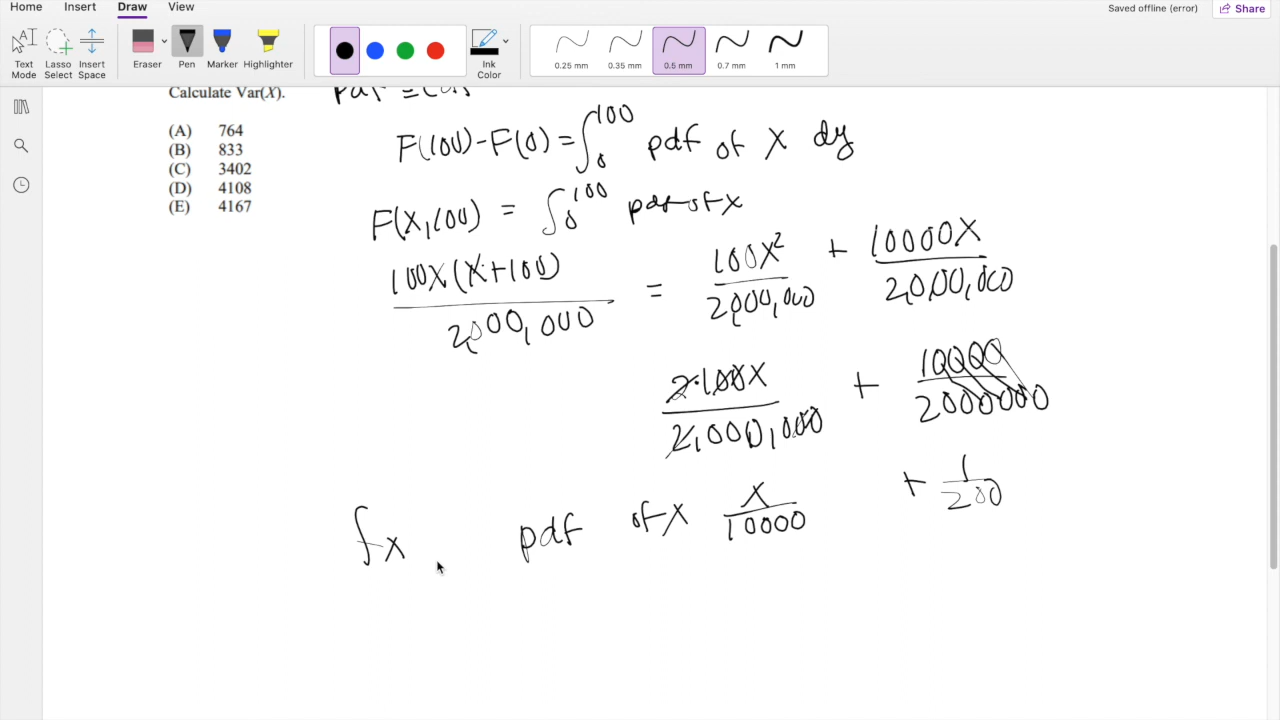 Home Insert Draw View Saved offline (error) Share
Text Mode Lasso Select Insert Space Eraser Pen Marker Highlighter Ink Color 0.25 mm 0.35 mm 0.5 mm 0.7 mm 1 mm
Calculate Var(X).
(A) 764
(B) 833
(C) 3402
(D) 4108
(E) 4167
F(100) - F(0) = ∫₀¹⁰⁰ pdf of X dy
F(X,100) = ∫₀¹⁰⁰ pdf of X
100X(X+100) / 2,000,000 = 100X² / 2,000,000 + 10000X / 2,000,000
2·100X / 2,000,000 + 10000 / 2000000
fx pdf of X X / 10000 + 1 / 200